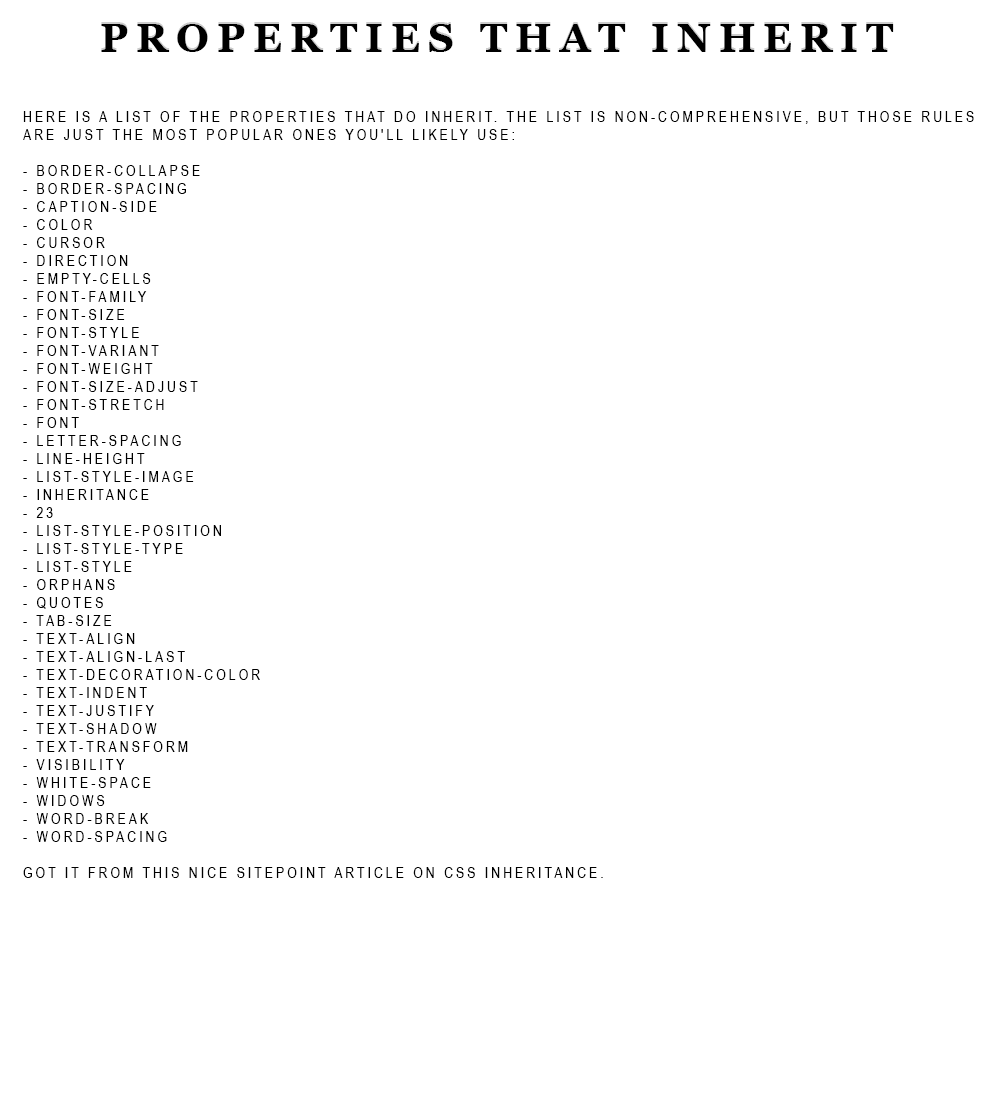 PROPERTIES THAT INHERIT
HERE IS A LIST OF THE PROPERTIES THAT DO INHERIT. THE LIST IS NON-COMPREHENSIVE, BUT THOSE RULES
ARE JUST THE MOST POPULAR ONES YOU'LL LIKELY USE:
- BORDER-COLLAPSE
- BORDER-SPACING
- CAPTION-SIDE
- COLOR
- CURSOR
- DIRECTION
- EMPTY-CELLS
- FONT-FAMILY
- FONT-SIZE
- FONT-STYLE
- FONT-VARIANT
- FONT-WEIGHT
- FONT-SIZE-ADJUST
- FONT-STRETCH
- FONT
- LETTER-SPACING
- LINE-HEIGHT
- LIST-STYLE-IMAGE
- INHERITANCE
- 23
- LIST-STYLE-POSITION
- LIST-STYLE-TYPE
- LIST-STYLE
- ORPHANS
- QUOTES
- TAB-SIZE
- TEXT-ALIGN
- TEXT-ALIGN-LAST
- TEXT-DECORATION-COLOR
- TEXT-INDENT
- TEXT-JUSTIFY
- TEXT-SHADOW
- TEXT-TRANSFORM
- VISIBILITY
- WHITE-SPACE
- WIDOWS
- WORD-BREAK
- WORD-SPACING
GOT IT FROM THIS NICE SITEPOINT ARTICLE ON CSS INHERITANCE.